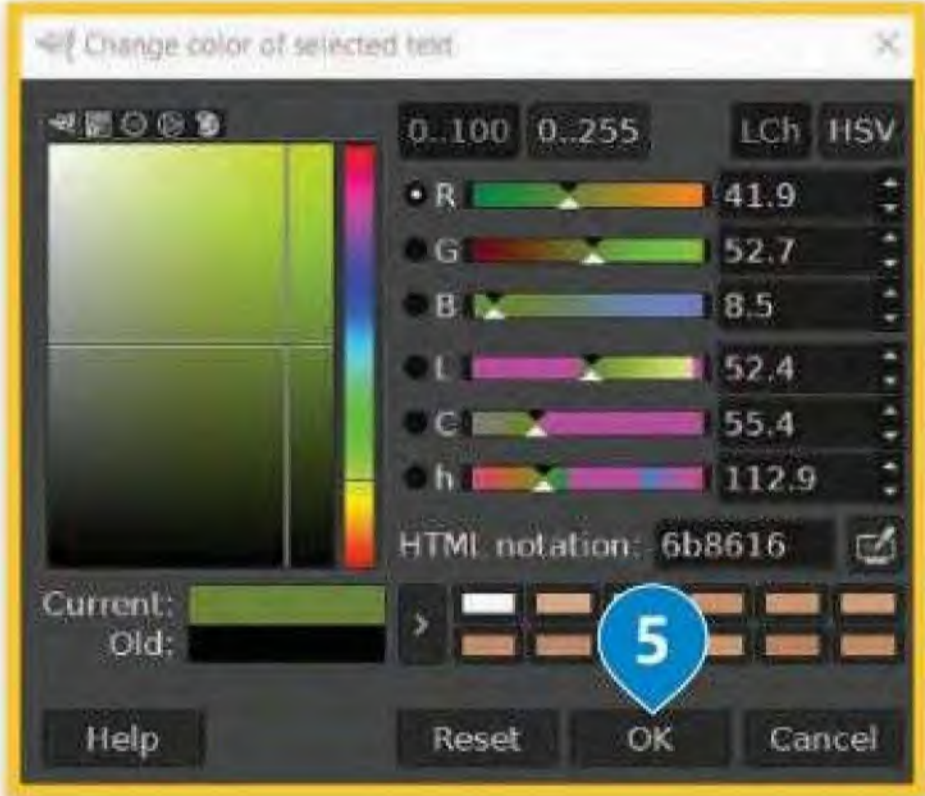 Change color of selected text
0..100 0..255 LCh HSV
R 41.9
G 52.7
B 8.5
L 52.4
C 55.4
h 112.9
HTML notation: 6b8616
Current:
Old:
>
5
Help Reset OK Cancel